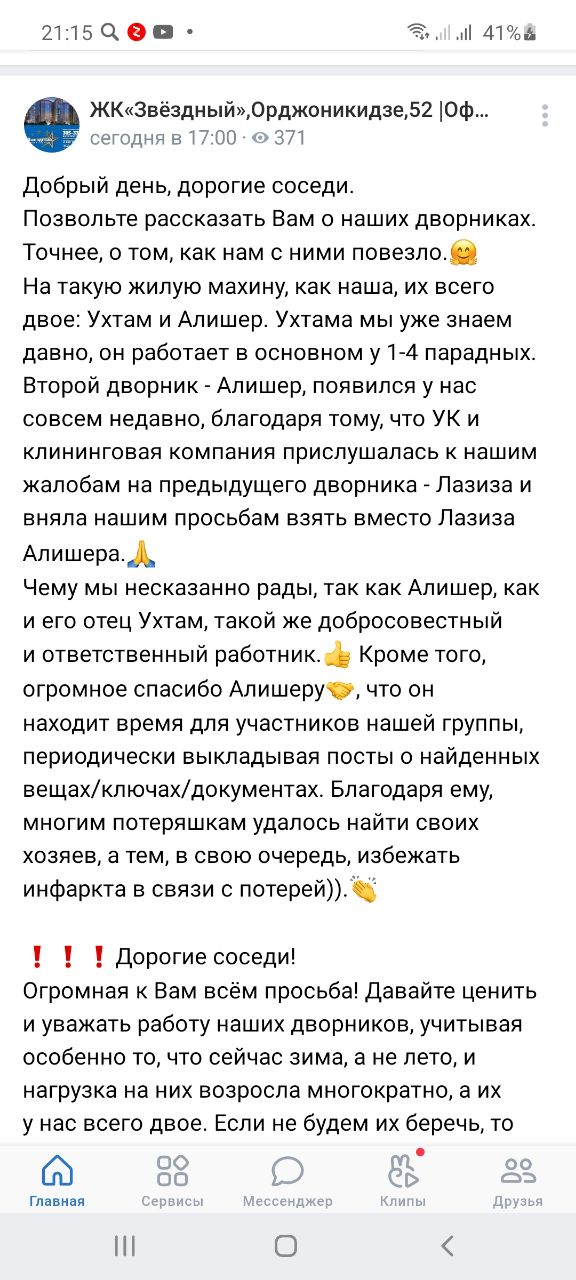 21:15 41%
ЖК«Звёздный»,Орджоникидзе,52 |Оф...
сегодня в 17:00 · 371
Добрый день, дорогие соседи.
Позвольте рассказать Вам о наших дворниках.
Точнее, о том, как нам с ними повезло.🤗
На такую жилую махину, как наша, их всего
двое: Ухтам и Алишер. Ухтама мы уже знаем
давно, он работает в основном у 1-4 парадных.
Второй дворник - Алишер, появился у нас
совсем недавно, благодаря тому, что УК и
клининговая компания прислушалась к нашим
жалобам на предыдущего дворника - Лазиза и
вняла нашим просьбам взять вместо Лазиза
Алишера.🙏
Чему мы несказанно рады, так как Алишер, как
и его отец Ухтам, такой же добросовестный
и ответственный работник.👍 Кроме того,
огромное спасибо Алишеру🤝, что он
находит время для участников нашей группы,
периодически выкладывая посты о найденных
вещах/ключах/документах. Благодаря ему,
многим потеряшкам удалось найти своих
хозяев, а тем, в свою очередь, избежать
инфаркта в связи с потерей)).👏
❗❗❗Дорогие соседи!
Огромная к Вам всём просьба! Давайте ценить
и уважать работу наших дворников, учитывая
особенно то, что сейчас зима, а не лето, и
нагрузка на них возросла многократно, а их
у нас всего двое. Если не будем их беречь, то
Главная Сервисы Мессенджер Клипы Друзья